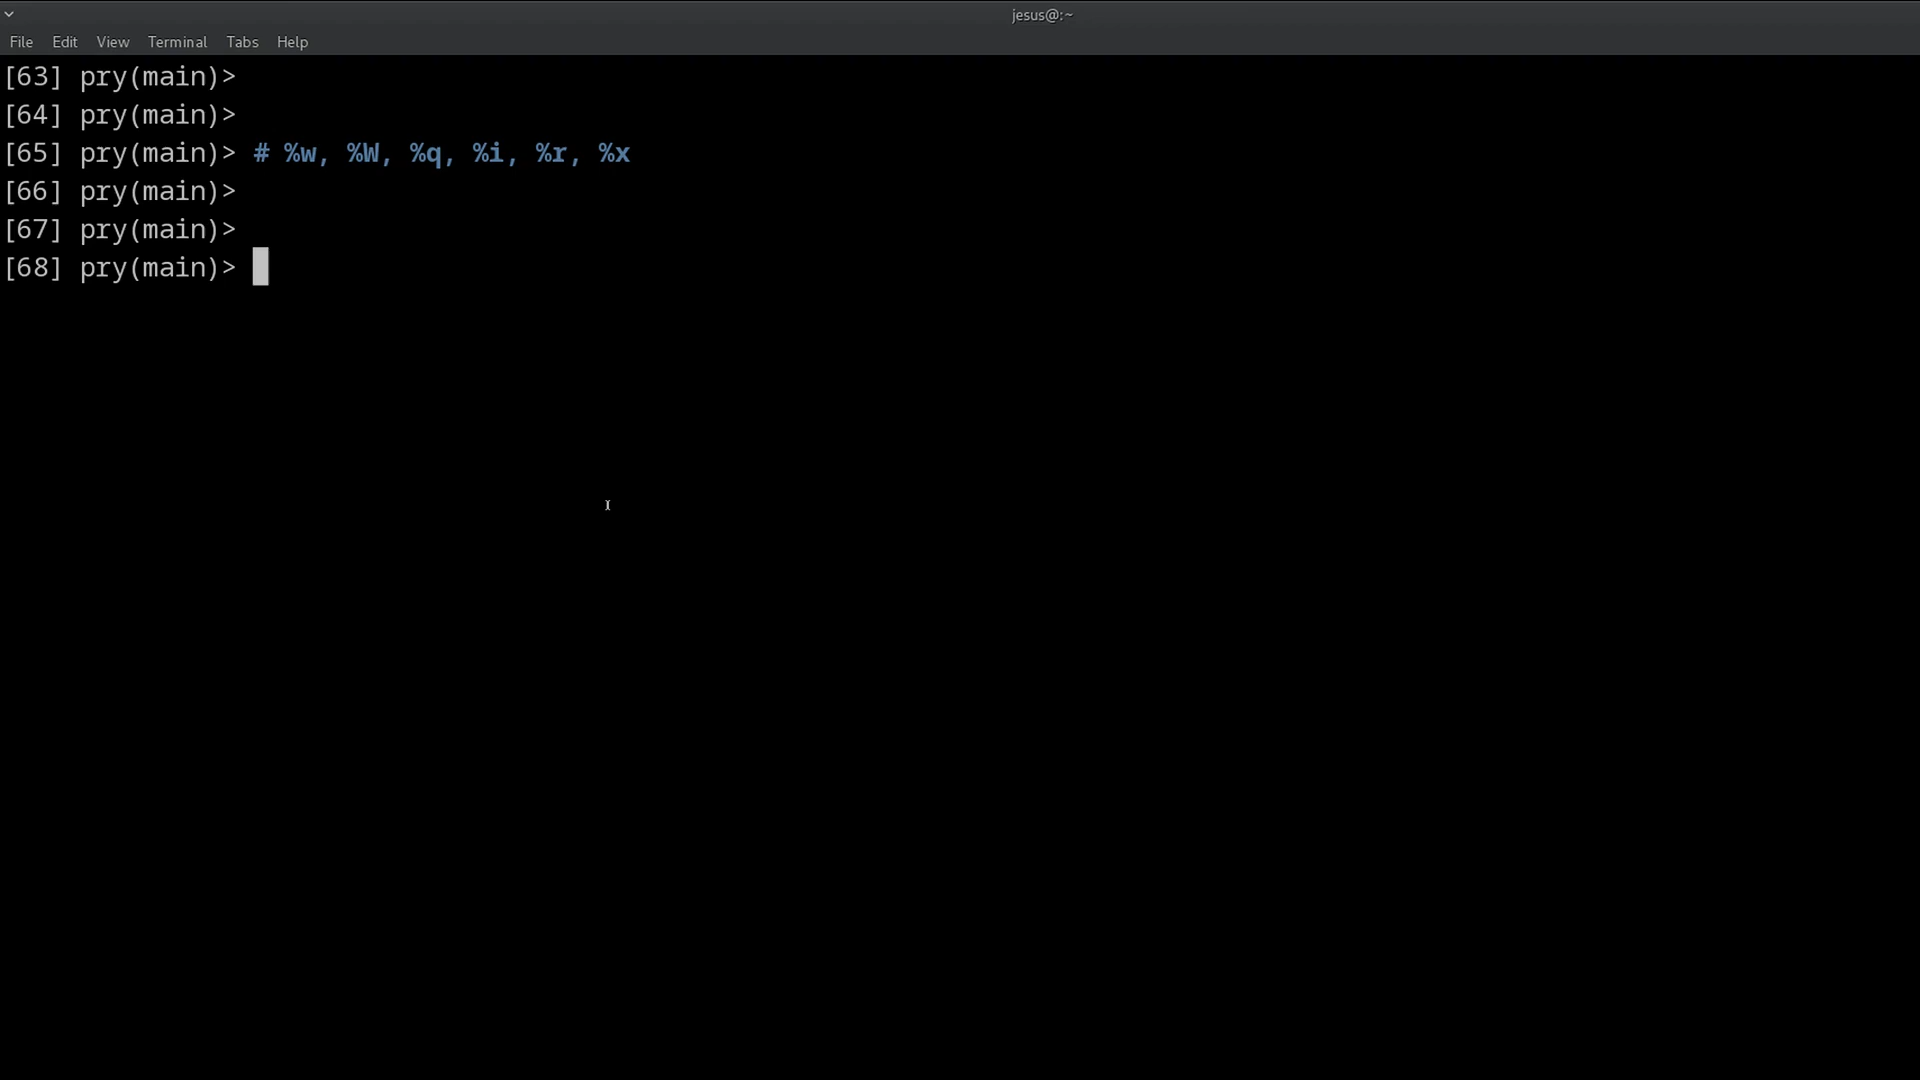 jesus@:~
File Edit View Terminal Tabs Help
[63] pry(main)>
[64] pry(main)>
[65] pry(main)> # %w, %W, %q, %i, %r, %x
[66] pry(main)>
[67] pry(main)>
[68] pry(main)>